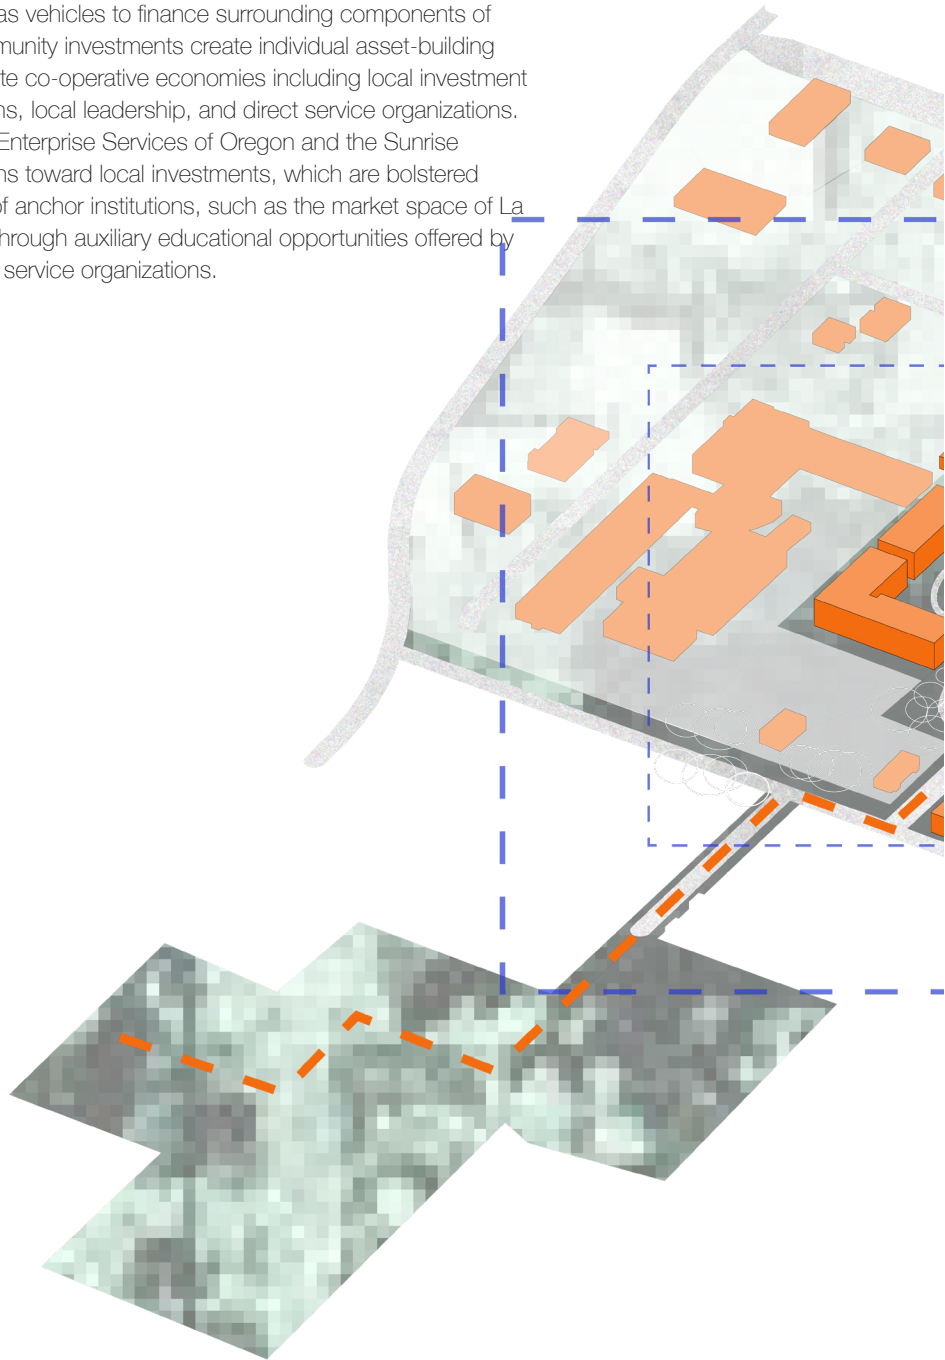 as vehicles to finance surrounding components of
munity investments create individual asset-building
te co-operative economies including local investment
ns, local leadership, and direct service organizations.
Enterprise Services of Oregon and the Sunrise
ns toward local investments, which are bolstered
of anchor institutions, such as the market space of La
hrough auxiliary educational opportunities offered by
service organizations.